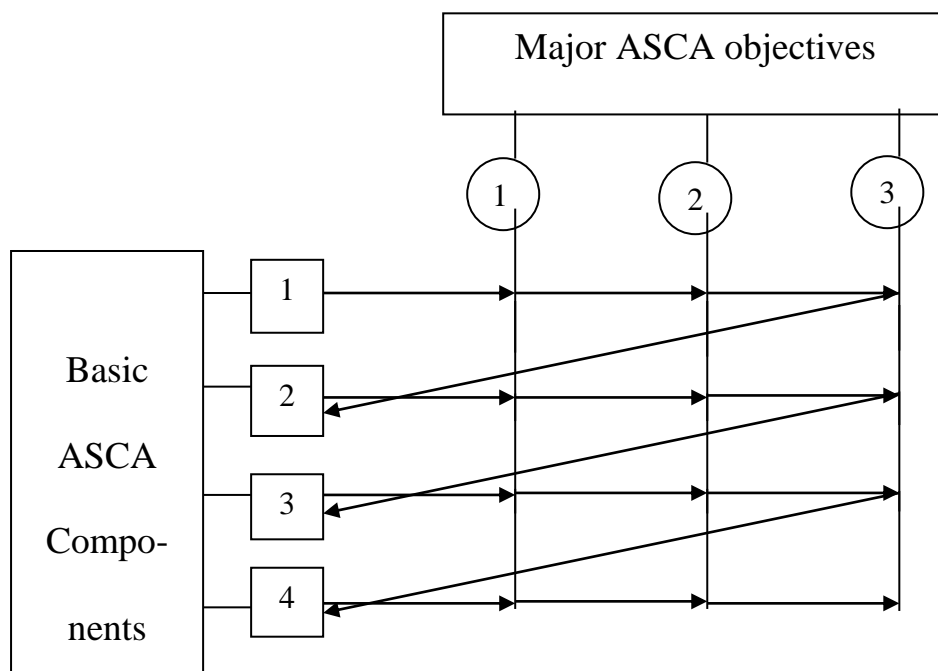 Major ASCA objectives
1
2
3
1
2
3
4
Basic
ASCA
Compo-
nents